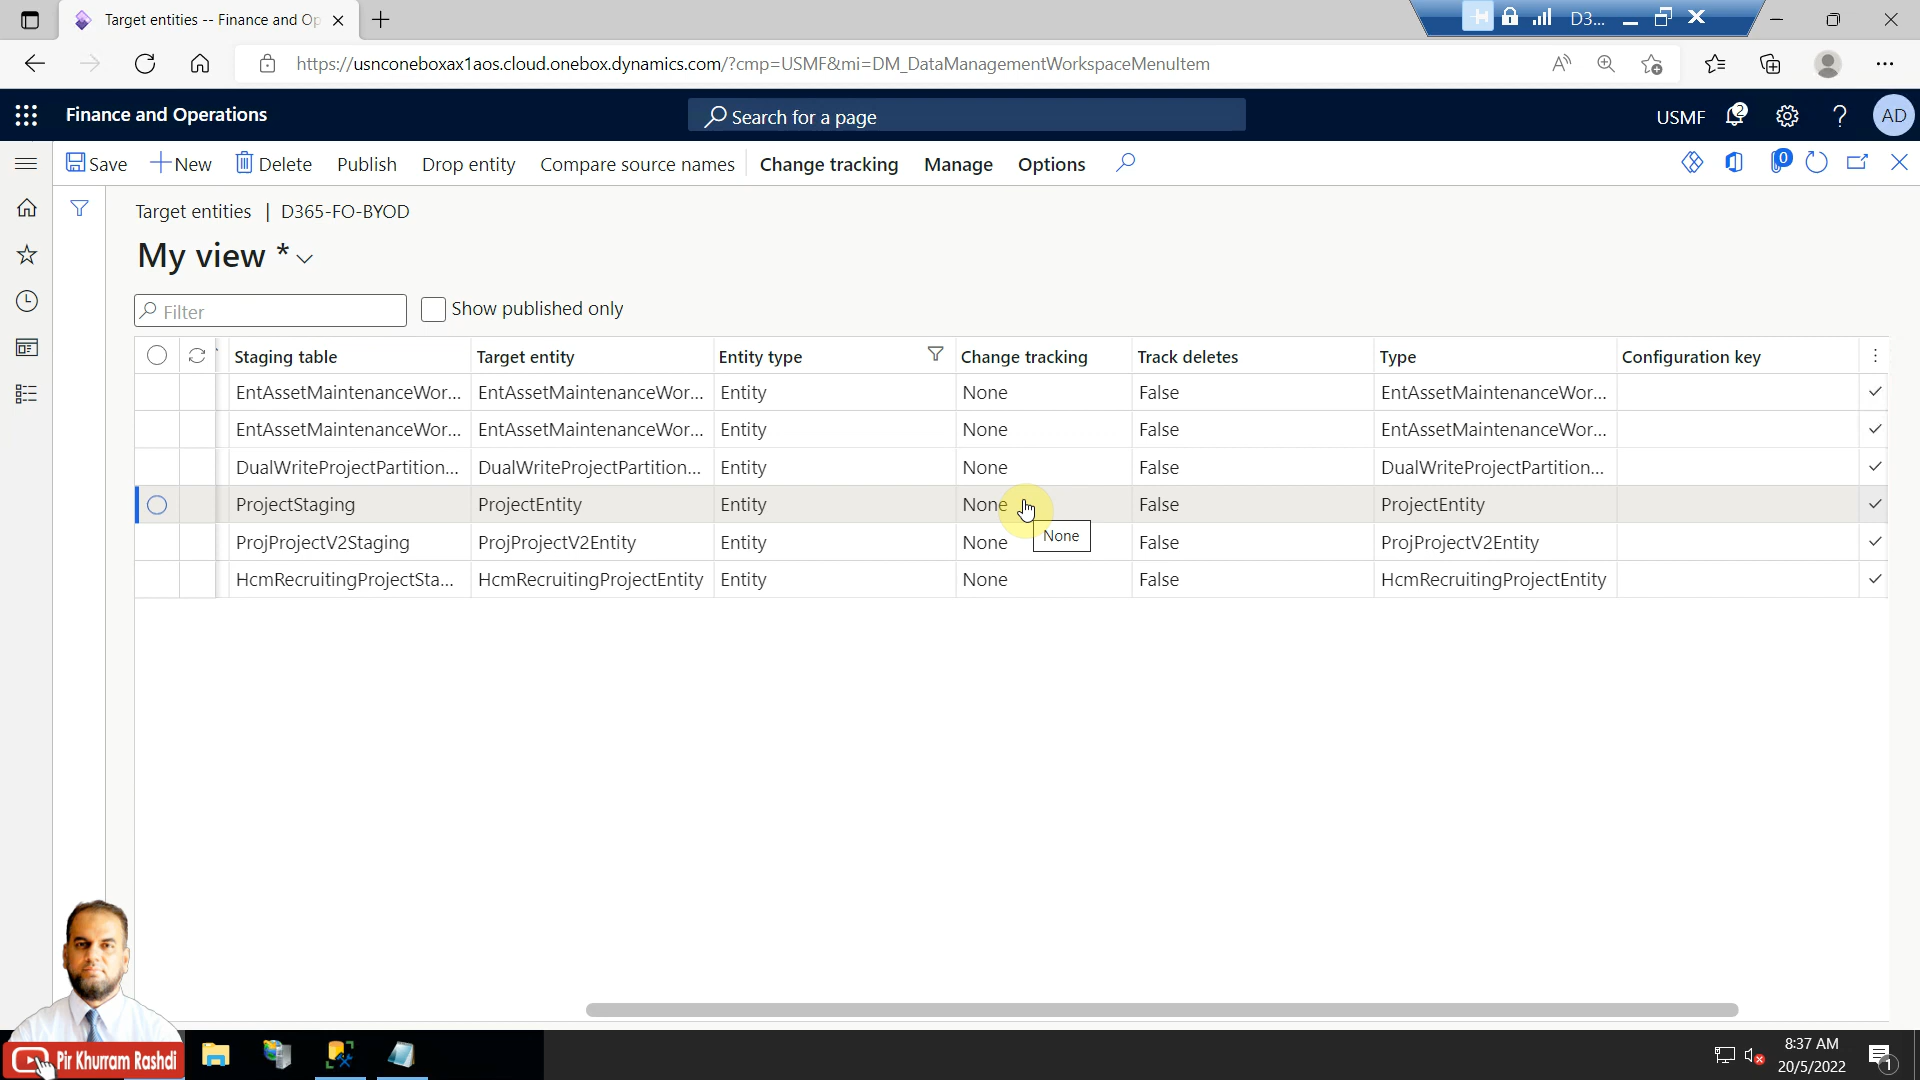 Target entities -- Finance and Op
D3...
https://usnconeboxax1aos.cloud.onebox.dynamics.com/?cmp=USMF&mi=DM_DataManagementWorkspaceMenuItem
Finance and Operations
Search for a page
USMF
2
AD
Save
New
Delete
Publish
Drop entity
Compare source names
Change tracking
Manage
Options
0
Target entities | D365-FO-BYOD
My view *
Filter
Show published only
Staging table Target entity Entity type Change tracking Track deletes Type Configuration key
EntAssetMaintenanceWor... EntAssetMaintenanceWor... Entity None False EntAssetMaintenanceWor...
EntAssetMaintenanceWor... EntAssetMaintenanceWor... Entity None False EntAssetMaintenanceWor...
DualWriteProjectPartition... DualWriteProjectPartition... Entity None False DualWriteProjectPartition...
ProjectStaging ProjectEntity Entity None False ProjectEntity
None
ProjProjectV2Staging ProjProjectV2Entity Entity None False ProjProjectV2Entity
HcmRecruitingProjectSta... HcmRecruitingProjectEntity Entity None False HcmRecruitingProjectEntity
Pir Khurram Rashdi
8:37 AM
20/5/2022
1